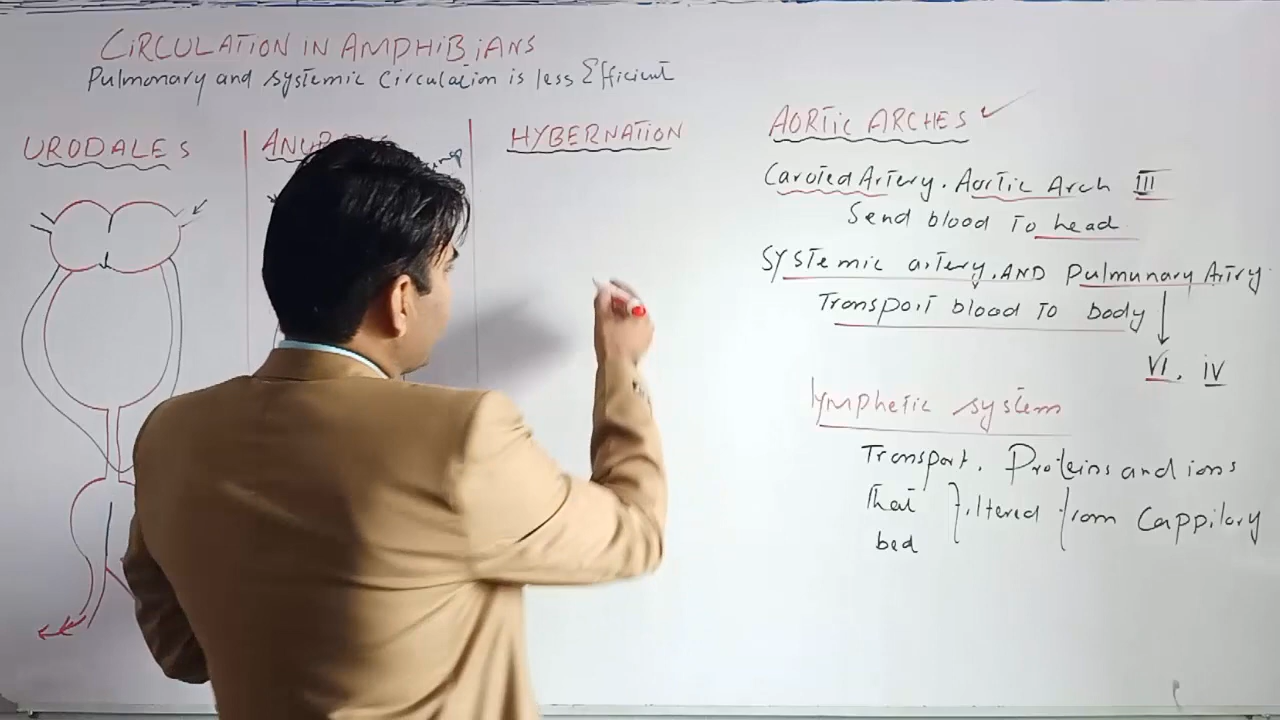 CIRCULATION IN AMPHIBIANS
Pulmonary and systemic circulation is less Efficient
URODALES
HYBERNATION
AORTIC ARCHES
Caroted Artery. Aortic Arch III
Send blood To head
SYSTEMIC artery. AND Pulmunary Artry
Transport blood To body
VI, IV
lymphetic system
Transport. Proteins and ions
That filtered from Cappilary
bed